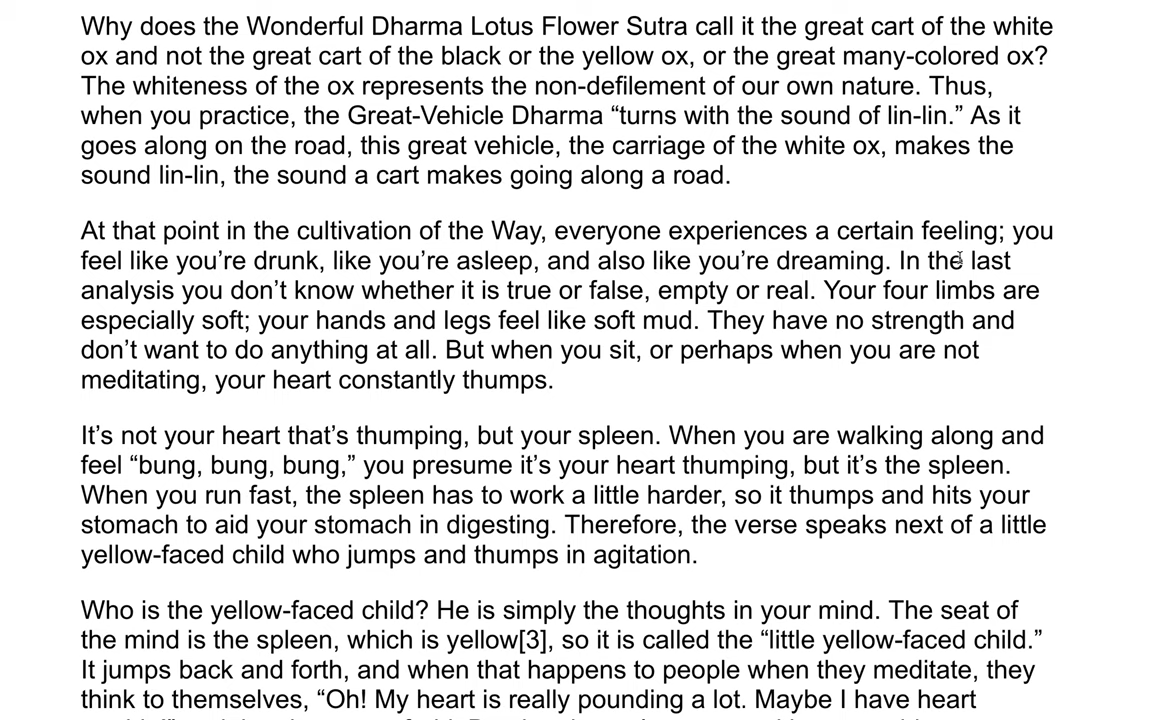 Why does the Wonderful Dharma Lotus Flower Sutra call it the great cart of the white
ox and not the great cart of the black or the yellow ox, or the great many-colored ox?
The whiteness of the ox represents the non-defilement of our own nature. Thus,
when you practice, the Great-Vehicle Dharma “turns with the sound of lin-lin.” As it
goes along on the road, this great vehicle, the carriage of the white ox, makes the
sound lin-lin, the sound a cart makes going along a road.
At that point in the cultivation of the Way, everyone experiences a certain feeling; you
feel like you’re drunk, like you’re asleep, and also like you’re dreaming. In the last
analysis you don’t know whether it is true or false, empty or real. Your four limbs are
especially soft; your hands and legs feel like soft mud. They have no strength and
don’t want to do anything at all. But when you sit, or perhaps when you are not
meditating, your heart constantly thumps.
It’s not your heart that’s thumping, but your spleen. When you are walking along and
feel “bung, bung, bung,” you presume it’s your heart thumping, but it’s the spleen.
When you run fast, the spleen has to work a little harder, so it thumps and hits your
stomach to aid your stomach in digesting. Therefore, the verse speaks next of a little
yellow-faced child who jumps and thumps in agitation.
Who is the yellow-faced child? He is simply the thoughts in your mind. The seat of
the mind is the spleen, which is yellow[3], so it is called the “little yellow-faced child.”
It jumps back and forth, and when that happens to people when they meditate, they
think to themselves, “Oh! My heart is really pounding a lot. Maybe I have heart